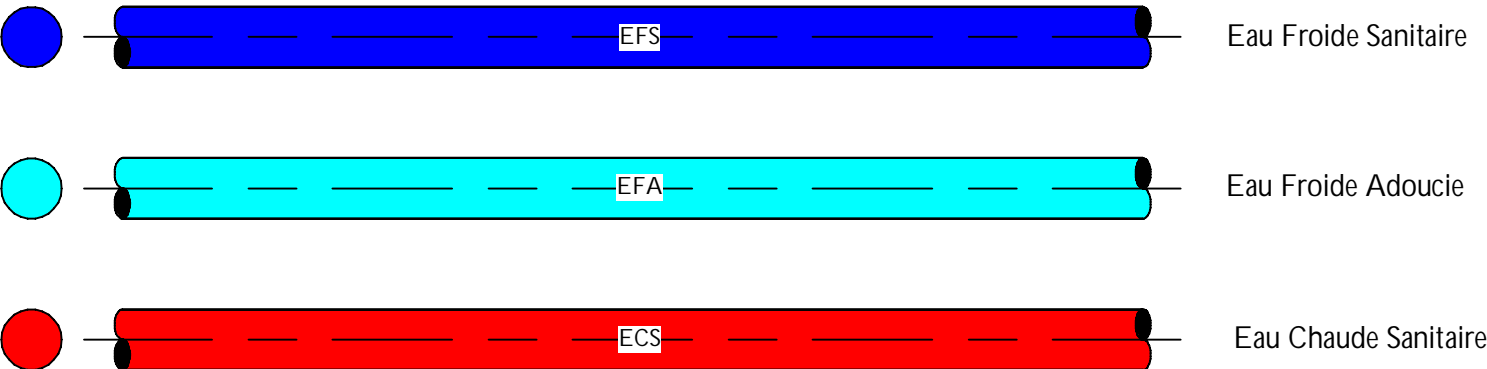 EFS Eau Froide Sanitaire
EFA Eau Froide Adoucie
ECS Eau Chaude Sanitaire